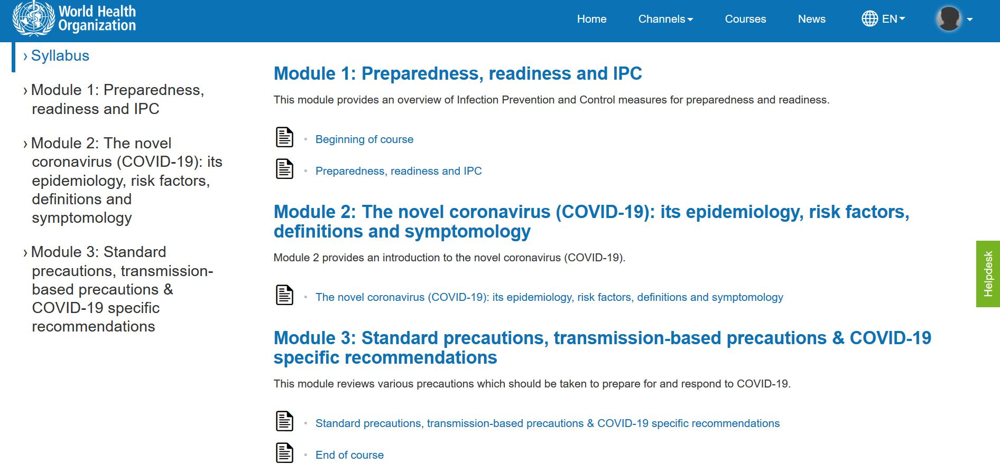 World Health
Organization
Home
Channels
Courses
News
EN
› Syllabus
› Module 1: Preparedness,
readiness and IPC
› Module 2: The novel
coronavirus (COVID-19): its
epidemiology, risk factors,
definitions and
symptomology
› Module 3: Standard
precautions, transmission-
based precautions &
COVID-19 specific
recommendations
Module 1: Preparedness, readiness and IPC
This module provides an overview of Infection Prevention and Control measures for preparedness and readiness.
• Beginning of course
• Preparedness, readiness and IPC
Module 2: The novel coronavirus (COVID-19): its epidemiology, risk factors,
definitions and symptomology
Module 2 provides an introduction to the novel coronavirus (COVID-19).
• The novel coronavirus (COVID-19): its epidemiology, risk factors, definitions and symptomology
Module 3: Standard precautions, transmission-based precautions & COVID-19
specific recommendations
This module reviews various precautions which should be taken to prepare for and respond to COVID-19.
• Standard precautions, transmission-based precautions & COVID-19 specific recommendations
• End of course
Helpdesk